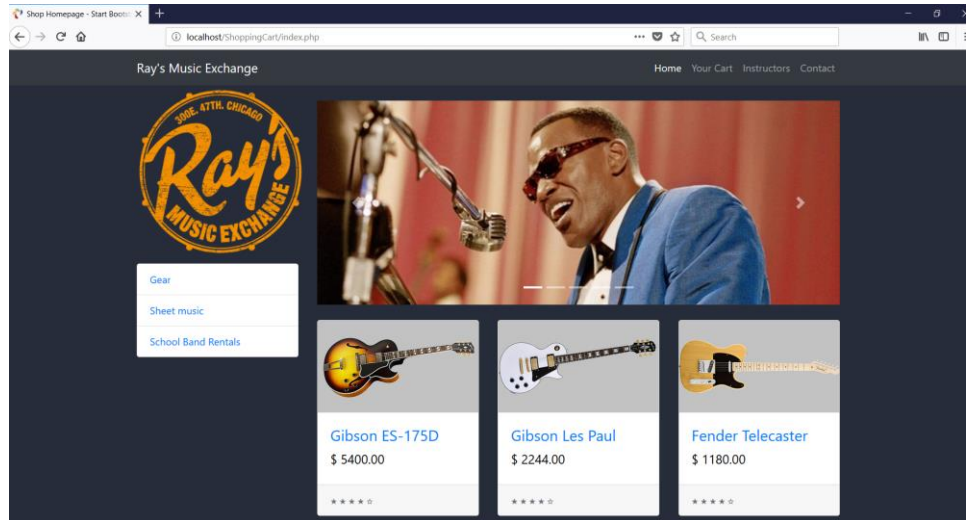 Shop Homepage - Start Boots
localhost/ShoppingCart/index.php
Search
Ray's Music Exchange
Home Your Cart Instructors Contact
300E. 47TH. CHICAGO
Ray's
MUSIC EXCHANGE
Gear
Sheet music
School Band Rentals
Gibson ES-175D
$ 5400.00
Gibson Les Paul
$ 2244.00
Fender Telecaster
$ 1180.00